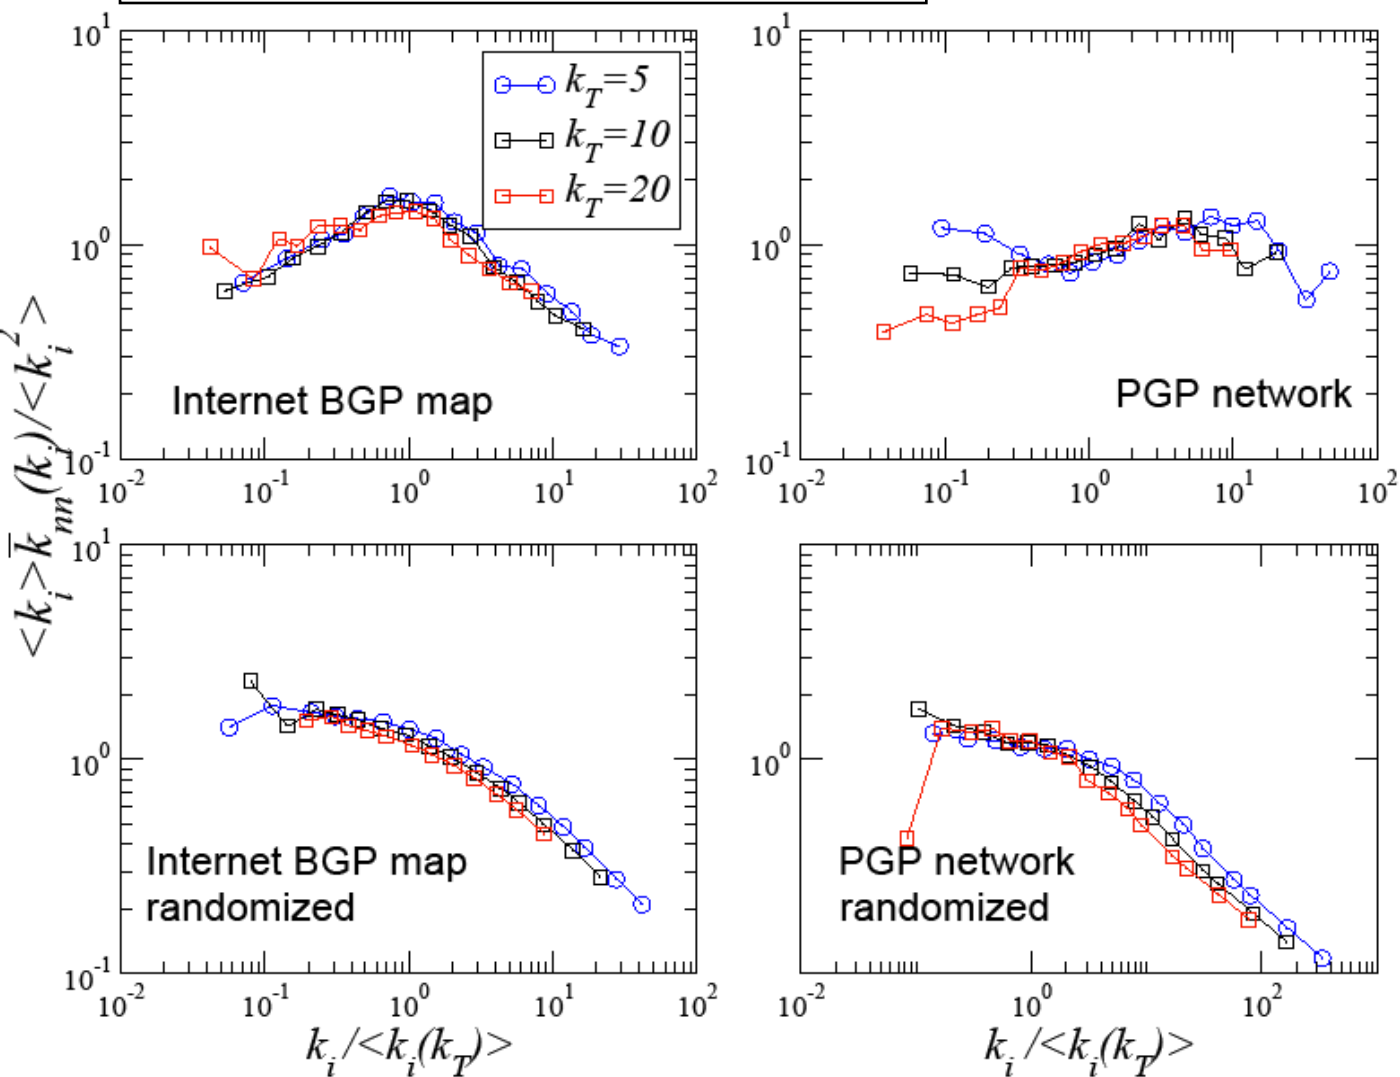 <k_i>k̄_nn(k_i)/<k_i^2>
10^1
10^0
10^-1
10^-2 10^-1 10^0 10^1 10^2
k_T=5
k_T=10
k_T=20
Internet BGP map
10^1
10^0
10^-1
10^-2 10^-1 10^0 10^1 10^2
PGP network
10^1
10^0
10^-1
10^-2 10^-1 10^0 10^1 10^2
Internet BGP map
randomized
k_i/<k_i(k_T)>
10^0
10^-2 10^0 10^2
PGP network
randomized
k_i/<k_i(k_T)>